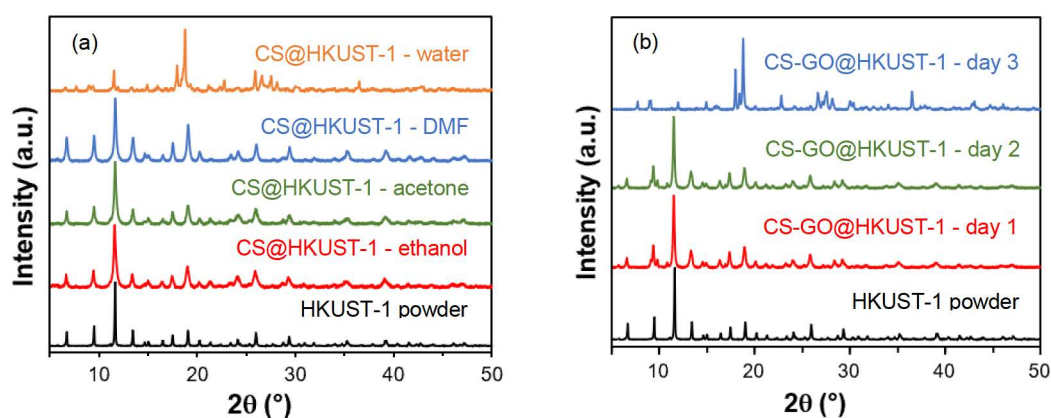 (a)
CS@HKUST-1 - water
CS@HKUST-1 - DMF
CS@HKUST-1 - acetone
CS@HKUST-1 - ethanol
HKUST-1 powder
Intensity (a.u.)
10 20 30 40 50
2θ (°)
(b)
CS-GO@HKUST-1 - day 3
CS-GO@HKUST-1 - day 2
CS-GO@HKUST-1 - day 1
HKUST-1 powder
Intensity (a.u.)
10 20 30 40 50
2θ (°)